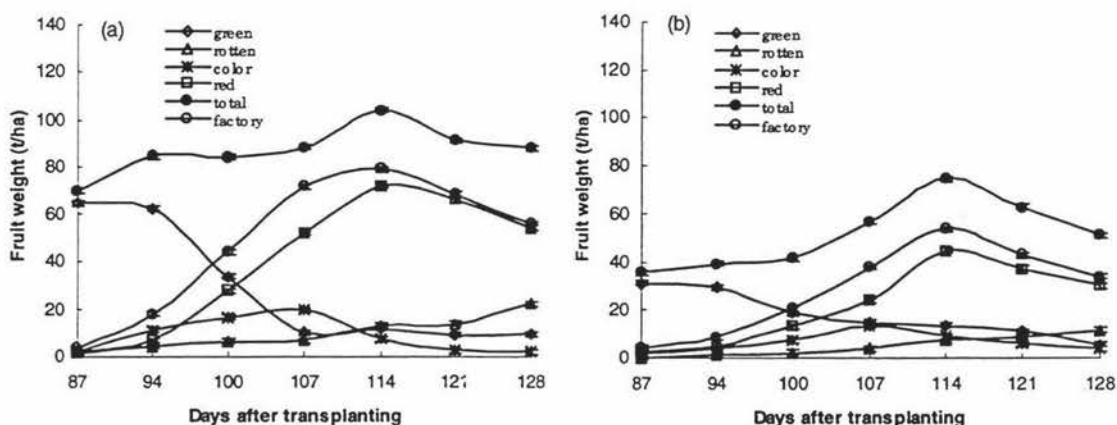 (a)
green
rotten
color
red
total
factory
140
120
100
80
60
40
20
0
Fruit weight (t/ha)
87 94 100 107 114 121 128
Days after transplanting
(b)
green
rotten
color
red
total
factory
140
120
100
80
60
40
20
0
Fruit weight (t/ha)
87 94 100 107 114 121 128
Days after transplanting